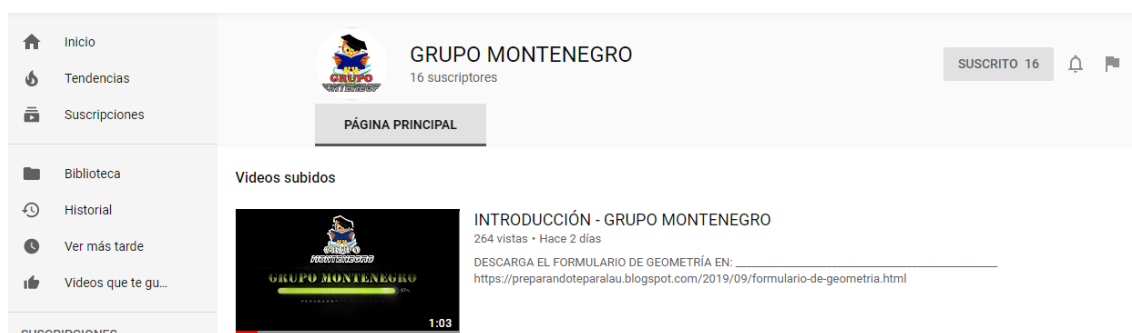 Inicio
Tendencias
Suscripciones
Biblioteca
Historial
Ver más tarde
Videos que te gu...
GRUPO MONTENEGRO
16 suscriptores
SUSCRITO 16
GRUPO
PÁGINA PRINCIPAL
Videos subidos
GRUPO MONTENEGRO
1:03
INTRODUCCIÓN - GRUPO MONTENEGRO
264 vistas • Hace 2 días
DESCARGA EL FORMULARIO DE GEOMETRÍA EN: ________________________________________
https://preparandoteparalau.blogspot.com/2019/09/formulario-de-geometria.html